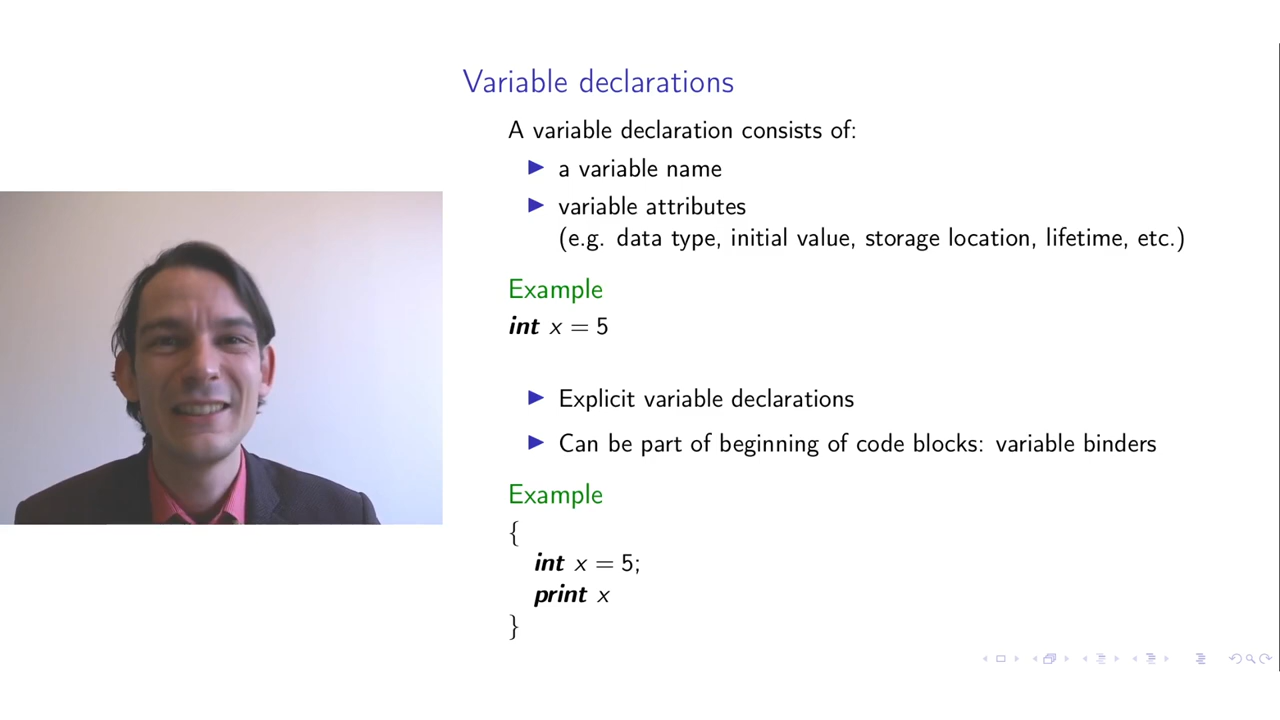 Variable declarations
A variable declaration consists of:
a variable name
variable attributes
(e.g. data type, initial value, storage location, lifetime, etc.)
Example
int x = 5
Explicit variable declarations
Can be part of beginning of code blocks: variable binders
Example
{
int x = 5;
print x
}